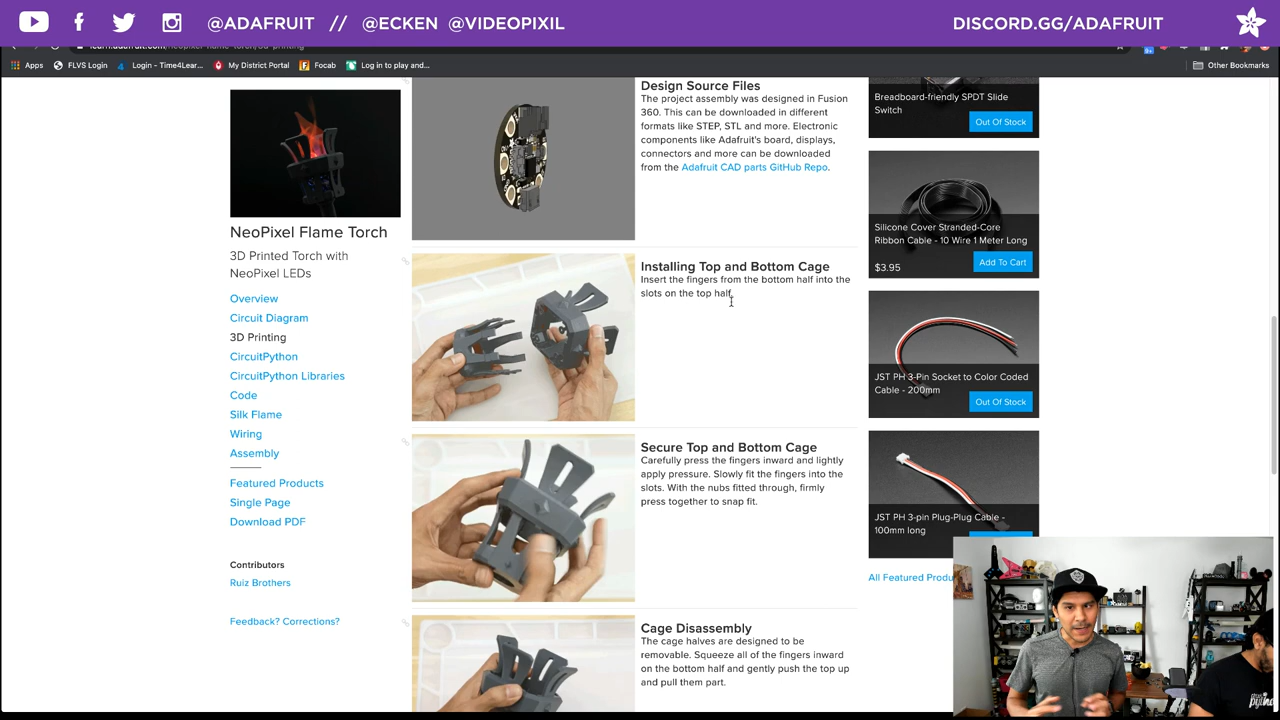 @ADAFRUIT // @ECKEN @VIDEOPIXIL
DISCORD.GG/ADAFRUIT
Apps
FLVS Login
Login - Time4Lear...
My District Portal
Focab
Log in to play and...
Other Bookmarks
NeoPixel Flame Torch
3D Printed Torch with
NeoPixel LEDs
Overview
Circuit Diagram
3D Printing
CircuitPython
CircuitPython Libraries
Code
Silk Flame
Wiring
Assembly
Featured Products
Single Page
Download PDF
Contributors
Ruiz Brothers
Feedback? Corrections?
Design Source Files
The project assembly was designed in Fusion
360. This can be downloaded in different
formats like STEP, STL and more. Electronic
components like Adafruit's board, displays,
connectors and more can be downloaded
from the Adafruit CAD parts GitHub Repo.
Installing Top and Bottom Cage
Insert the fingers from the bottom half into the
slots on the top half.
Secure Top and Bottom Cage
Carefully press the fingers inward and lightly
apply pressure. Slowly fit the fingers into the
slots. With the nubs fitted through, firmly
press together to snap fit.
Cage Disassembly
The cage halves are designed to be
removable. Squeeze all of the fingers inward
on the bottom half and gently push the top up
and pull them part.
Breadboard-friendly SPDT Slide
Switch
Out Of Stock
Silicone Cover Stranded-Core
Ribbon Cable - 10 Wire 1 Meter Long
$3.95
Add To Cart
JST PH 3-Pin Socket to Color Coded
Cable - 200mm
Out Of Stock
JST PH 3-pin Plug-Plug Cable -
100mm long
All Featured Produ